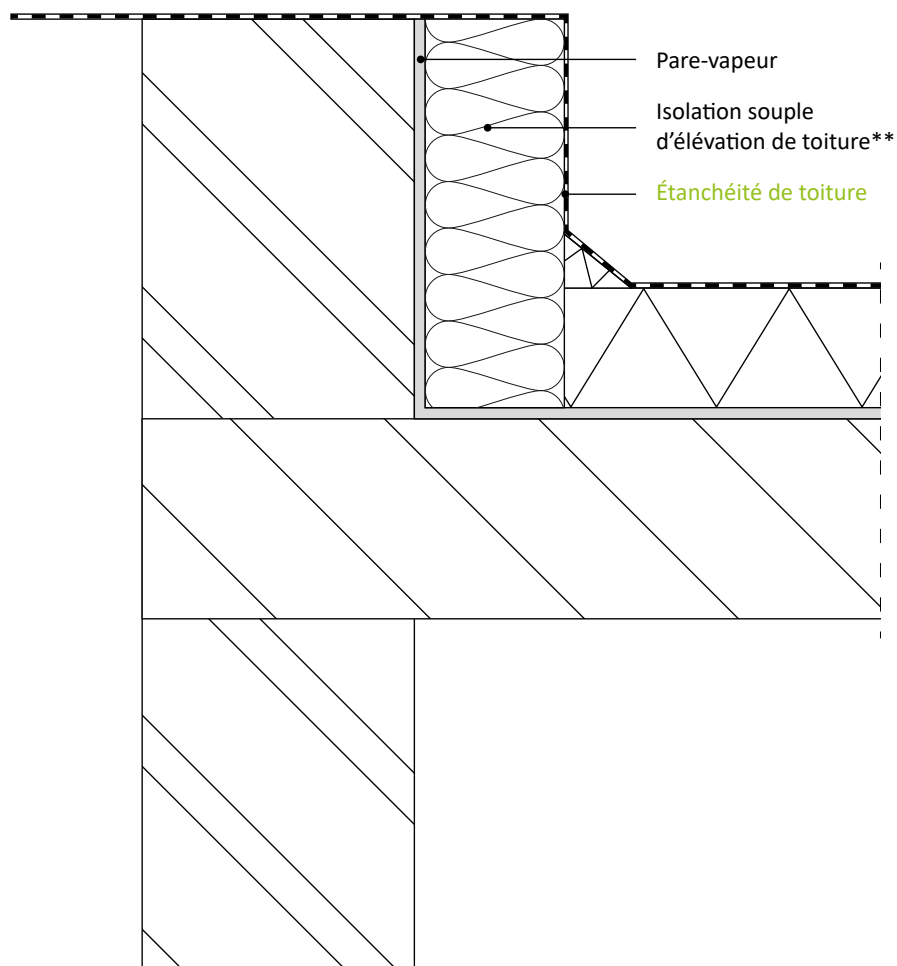 Pare-vapeur
Isolation souple
d'élévation de toiture**
Étanchéité de toiture